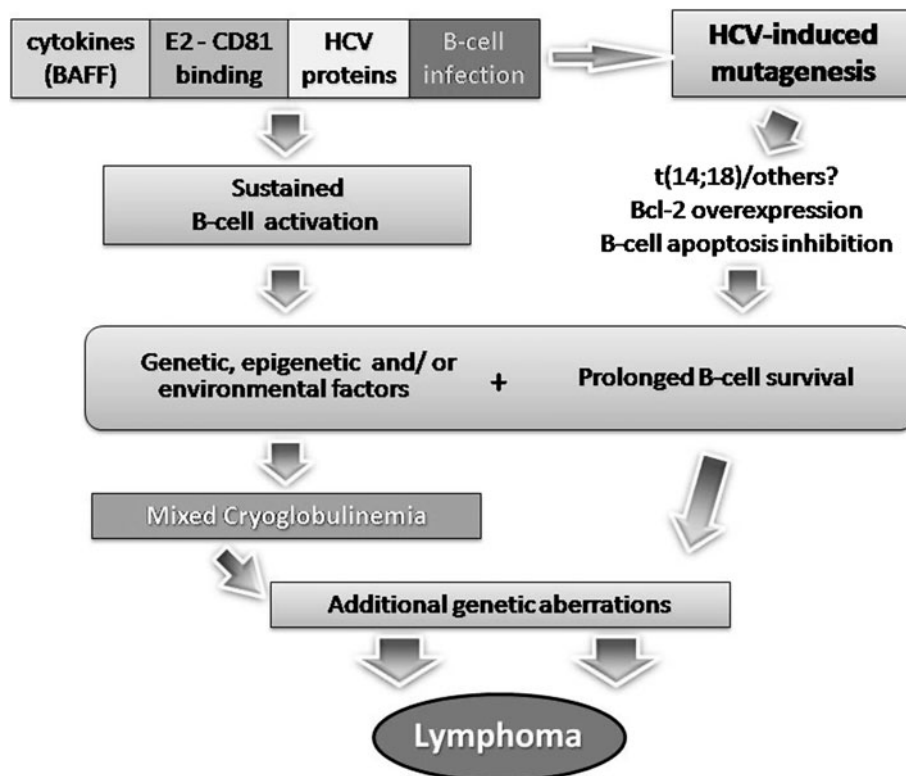 cytokines
(BAFF)
E2 - CD81
binding
HCV
proteins
B-cell
infection
HCV-induced
mutagenesis
Sustained
B-cell activation
t(14;18)/others?
Bcl-2 overexpression
B-cell apoptosis inhibition
Genetic, epigenetic and/ or
environmental factors
+
Prolonged B-cell survival
Mixed Cryoglobulinemia
Additional genetic aberrations
Lymphoma